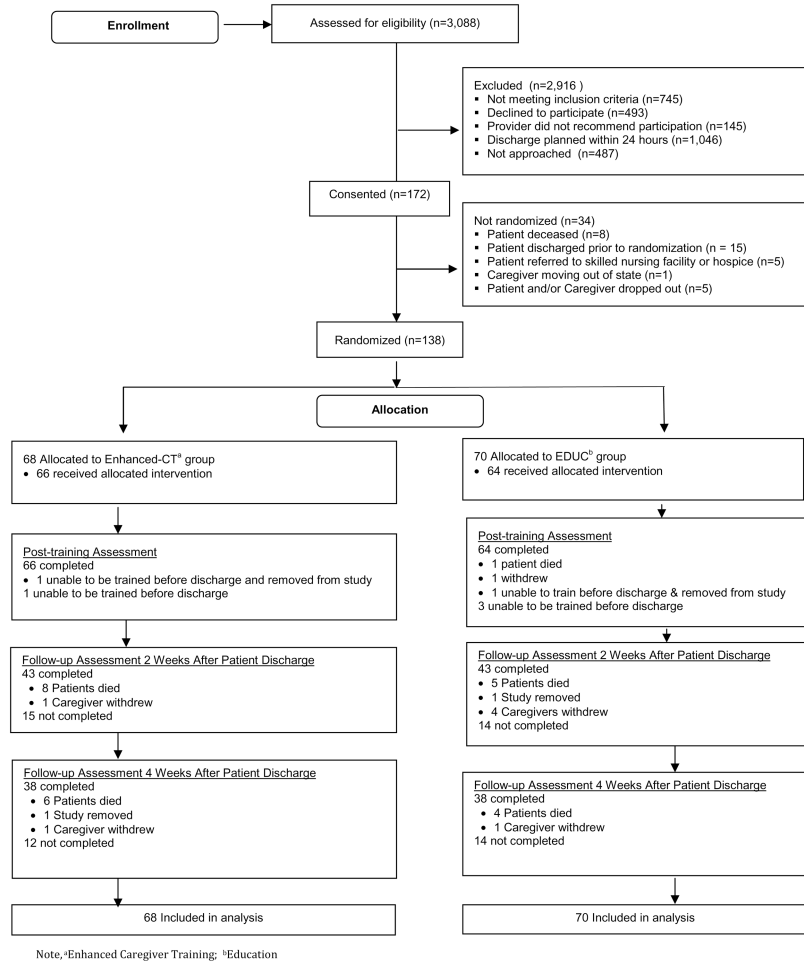 Enrollment
Assessed for eligibility (n=3,088)
Excluded (n=2,916 )
▪ Not meeting inclusion criteria (n=745)
▪ Declined to participate (n=493)
▪ Provider did not recommend participation (n=145)
▪ Discharge planned within 24 hours (n=1,046)
▪ Not approached (n=487)
Consented (n=172)
Not randomized (n=34)
▪ Patient deceased (n=8)
▪ Patient discharged prior to randomization (n = 15)
▪ Patient referred to skilled nursing facility or hospice (n=5)
▪ Caregiver moving out of state (n=1)
▪ Patient and/or Caregiver dropped out (n=5)
Randomized (n=138)
Allocation
68 Allocated to Enhanced-CTᵃ group
• 66 received allocated intervention
70 Allocated to EDUCᵇ group
• 64 received allocated intervention
Post-training Assessment
66 completed
• 1 unable to be trained before discharge and removed from study
1 unable to be trained before discharge
Post-training Assessment
64 completed
• 1 patient died
• 1 withdrew
• 1 unable to train before discharge & removed from study
3 unable to be trained before discharge
Follow-up Assessment 2 Weeks After Patient Discharge
43 completed
• 8 Patients died
• 1 Caregiver withdrew
15 not completed
Follow-up Assessment 2 Weeks After Patient Discharge
43 completed
• 5 Patients died
• 1 Study removed
• 4 Caregivers withdrew
14 not completed
Follow-up Assessment 4 Weeks After Patient Discharge
38 completed
• 6 Patients died
• 1 Study removed
• 1 Caregiver withdrew
12 not completed
Follow-up Assessment 4 Weeks After Patient Discharge
38 completed
• 4 Patients died
• 1 Caregiver withdrew
14 not completed
68 Included in analysis
70 Included in analysis
Note,ᵃEnhanced Caregiver Training; ᵇEducation